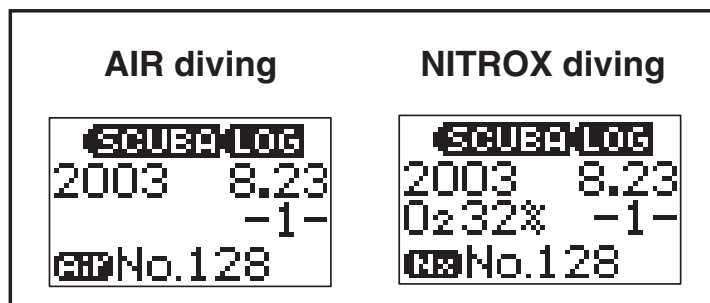 AIR diving
SCUBA LOG
2003 8.23
-1-
AIR No.128
NITROX diving
SCUBA LOG
2003 8.23
O2 32% -1-
Nx No.128